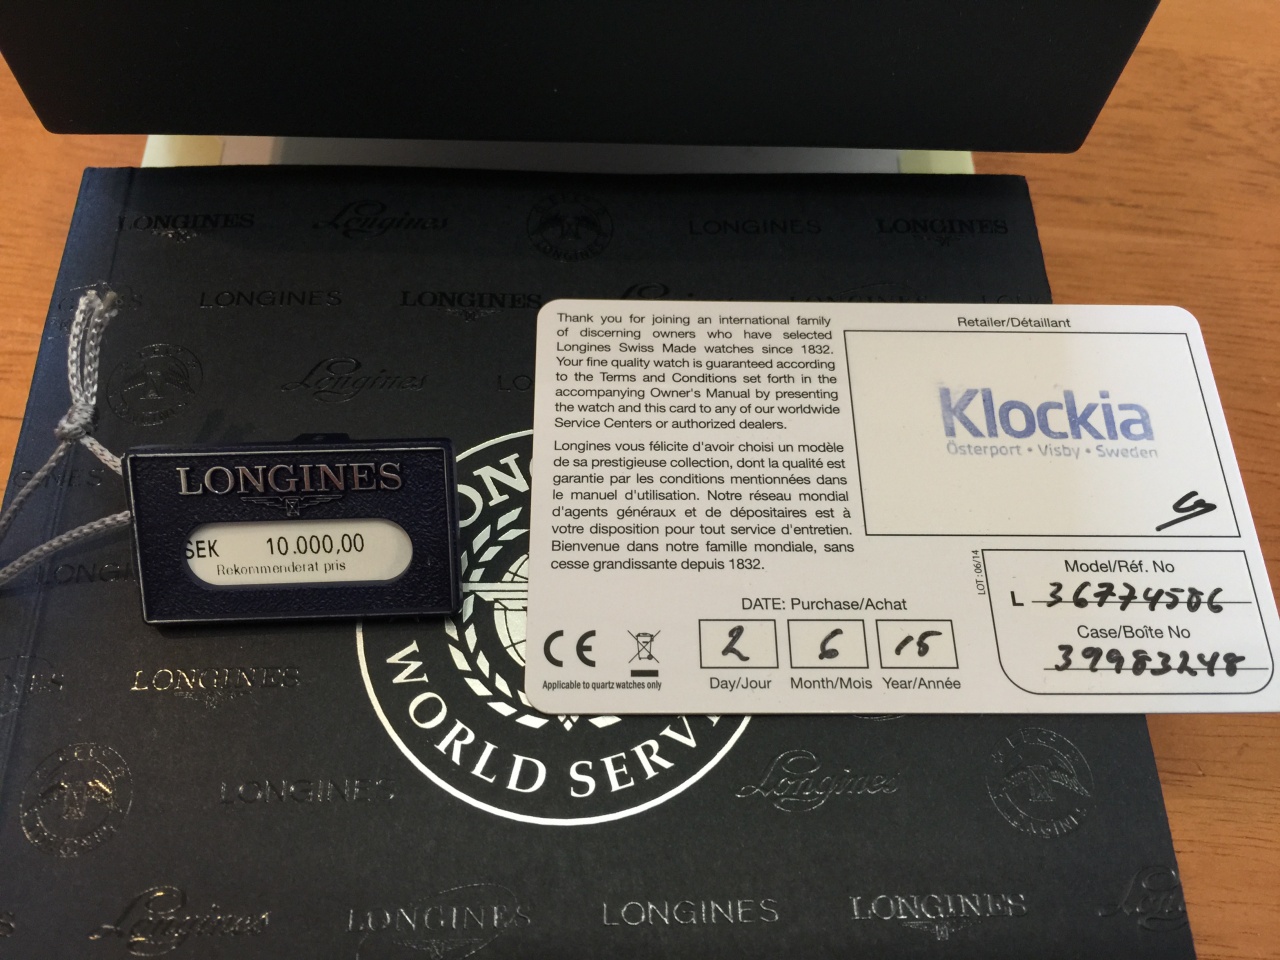 LONGINES
Longines
LONGINES
LONGINES
LONGINES
LONGINES
LONGINES
Longines
LONGINES
SEK 10.000,00
Rekommenderat pris
Thank you for joining an international family
of discerning owners who have selected
Longines Swiss Made watches since 1832.
Your fine quality watch is guaranteed according
to the Terms and Conditions set forth in the
accompanying Owner's Manual by presenting
the watch and this card to any of our worldwide
Service Centers or authorized dealers.
Longines vous félicite d'avoir choisi un modèle
de sa prestigieuse collection, dont la qualité est
garantie par les conditions mentionnées dans
le manuel d'utilisation. Notre réseau mondial
d'agents généraux et de dépositaires est à
votre disposition pour tout service d'entretien.
Bienvenue dans notre famille mondiale, sans
cesse grandissante depuis 1832.
Retailer/Détaillant
Klockia
Österport • Visby • Sweden
LOT : 06/14
Model/Réf. No
L 36774506
Case/Boîte No
39983248
DATE: Purchase/Achat
2 6 15
Day/Jour Month/Mois Year/Année
CE
Applicable to quartz watches only
WORLD SERVI
LONGINES
LONGINES
Longines
Longines
LONGINES
LONGINES
LONGINES